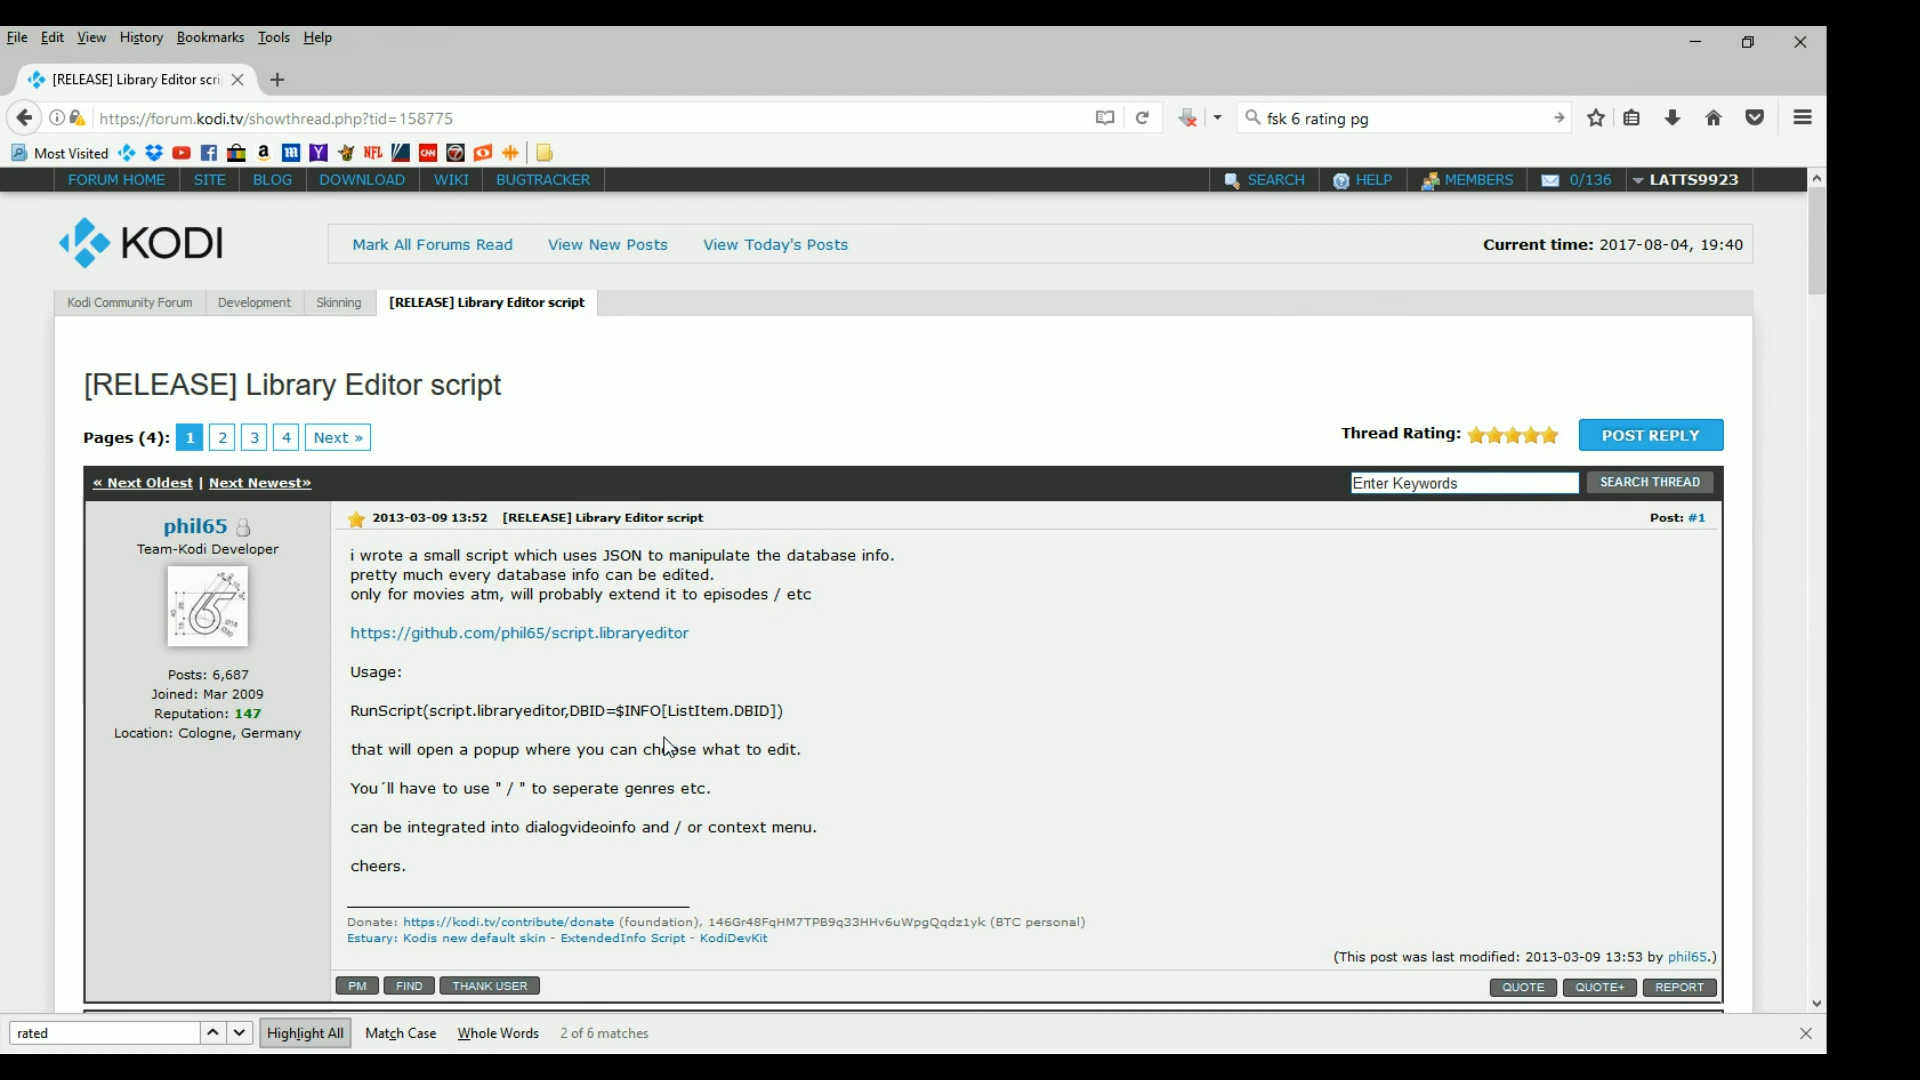 File Edit View History Bookmarks Tools Help
[RELEASE] Library Editor scri
https://forum.kodi.tv/showthread.php?tid=158775
fsk 6 rating pg
Most Visited
FORUM HOME SITE BLOG DOWNLOAD WIKI BUGTRACKER SEARCH HELP MEMBERS 0/136 LATTS9923
KODI
Mark All Forums Read View New Posts View Today's Posts Current time: 2017-08-04, 19:40
Kodi Community Forum Development Skinning [RELEASE] Library Editor script
[RELEASE] Library Editor script
Pages (4): 1 2 3 4 Next »
Thread Rating: POST REPLY
« Next Oldest | Next Newest» Enter Keywords SEARCH THREAD
phil65
Team-Kodi Developer
Posts: 6,687
Joined: Mar 2009
Reputation: 147
Location: Cologne, Germany
2013-03-09 13:52 [RELEASE] Library Editor script Post: #1
i wrote a small script which uses JSON to manipulate the database info.
pretty much every database info can be edited.
only for movies atm, will probably extend it to episodes / etc
https://github.com/phil65/script.libraryeditor
Usage:
RunScript(script.libraryeditor,DBID=$INFO[ListItem.DBID])
that will open a popup where you can choose what to edit.
You´ll have to use " / " to seperate genres etc.
can be integrated into dialogvideoinfo and / or context menu.
cheers.
Donate: https://kodi.tv/contribute/donate (foundation), 146Gr48FqHM7TPB9q33HHv6uWpgQqdz1yk (BTC personal)
Estuary: Kodis new default skin - ExtendedInfo Script - KodiDevKit
(This post was last modified: 2013-03-09 13:53 by phil65.)
PM FIND THANK USER QUOTE QUOTE+ REPORT
rated Highlight All Match Case Whole Words 2 of 6 matches